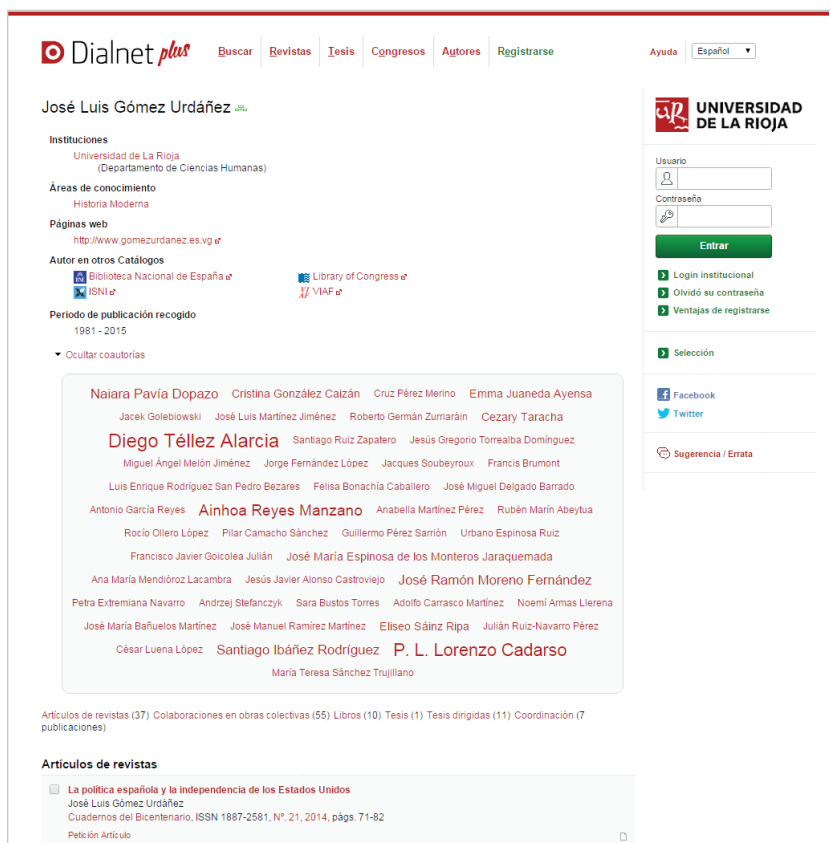 Dialnet plus
Buscar Revistas Tesis Congresos Autores Registrarse
Ayuda Español
José Luis Gómez Urdáñez
Instituciones
Universidad de La Rioja
(Departamento de Ciencias Humanas)
Áreas de conocimiento
Historia Moderna
Páginas web
http://www.gomezurdanez.es.vg
Autor en otros Catálogos
Biblioteca Nacional de España Library of Congress
ISNI VIAF
Periodo de publicación recogido
1981 - 2015
Ocultar coautorías
Naiara Pavía Dopazo Cristina González Caizán Cruz Pérez Merino Emma Juaneda Ayensa
Jacek Golebiowski José Luis Martínez Jiménez Roberto Germán Zurriaráin Cezary Taracha
Diego Téllez Alarcia Santiago Ruiz Zapatero Jesús Gregorio Torrealba Domínguez
Miguel Ángel Melón Jiménez Jorge Fernández López Jacques Soubeyroux Francis Brumont
Luis Enrique Rodríguez San Pedro Bezares Felisa Bonachía Caballero José Miguel Delgado Barrado
Antonio García Reyes Ainhoa Reyes Manzano Anabella Martínez Pérez Rubén Marín Abeytua
Rocío Ollero López Pilar Camacho Sánchez Guillermo Pérez Sarrión Urbano Espinosa Ruiz
Francisco Javier Goicolea Julián José María Espinosa de los Monteros Jaraquemada
Ana María Mendióroz Lacambra Jesús Javier Alonso Castroviejo José Ramón Moreno Fernández
Petra Extremiana Navarro Andrzej Stefanczyk Sara Bustos Torres Adolfo Carrasco Martínez Noemí Armas Llerena
José María Bañuelos Martínez José Manuel Ramírez Martínez Eliseo Sáinz Ripa Julián Ruiz-Navarro Pérez
César Luena López Santiago Ibáñez Rodríguez P. L. Lorenzo Cadarso
María Teresa Sánchez Trujillano
Artículos de revistas (37) Colaboraciones en obras colectivas (55) Libros (10) Tesis (1) Tesis dirigidas (11) Coordinación (7
publicaciones)
Artículos de revistas
La política española y la independencia de los Estados Unidos
José Luis Gómez Urdáñez
Cuadernos del Bicentenario, ISSN 1887-2581, Nº. 21, 2014, págs. 71-82
Petición Artículo
UNIVERSIDAD
DE LA RIOJA
Usuario
Contraseña
Entrar
Login institucional
Olvidó su contraseña
Ventajas de registrarse
Selección
Facebook
Twitter
Sugerencia / Errata